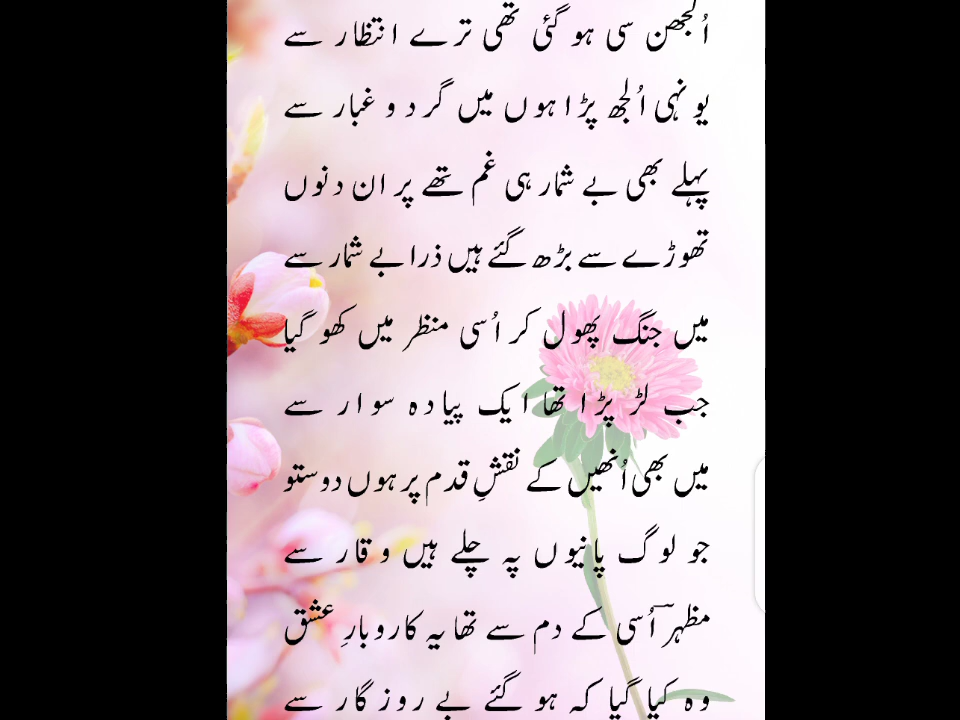 اُلجھن سی ہو گئی تھی ترے انتظار سے
یونہی اُلجھ پڑا ہوں میں گرد و غبار سے
پہلے بھی بے شمار ہی غم تھے پر ان دنوں
تھوڑے سے بڑھ گئے ہیں ذرا بے شمار سے
میں جنگ پھول کر اُسی منظر میں کھو گیا
جب لڑ پڑا تھا ایک پیادہ سوار سے
میں بھی اُنھیں کے نقشِ قدم پر ہوں دوستو
جو لوگ پانیوں پہ چلے ہیں وقار سے
مظہرؔ اُسی کے دم سے تھا یہ کاروبارِ عشق
وہ کیا گیا کہ ہو گئے بے روزگار سے